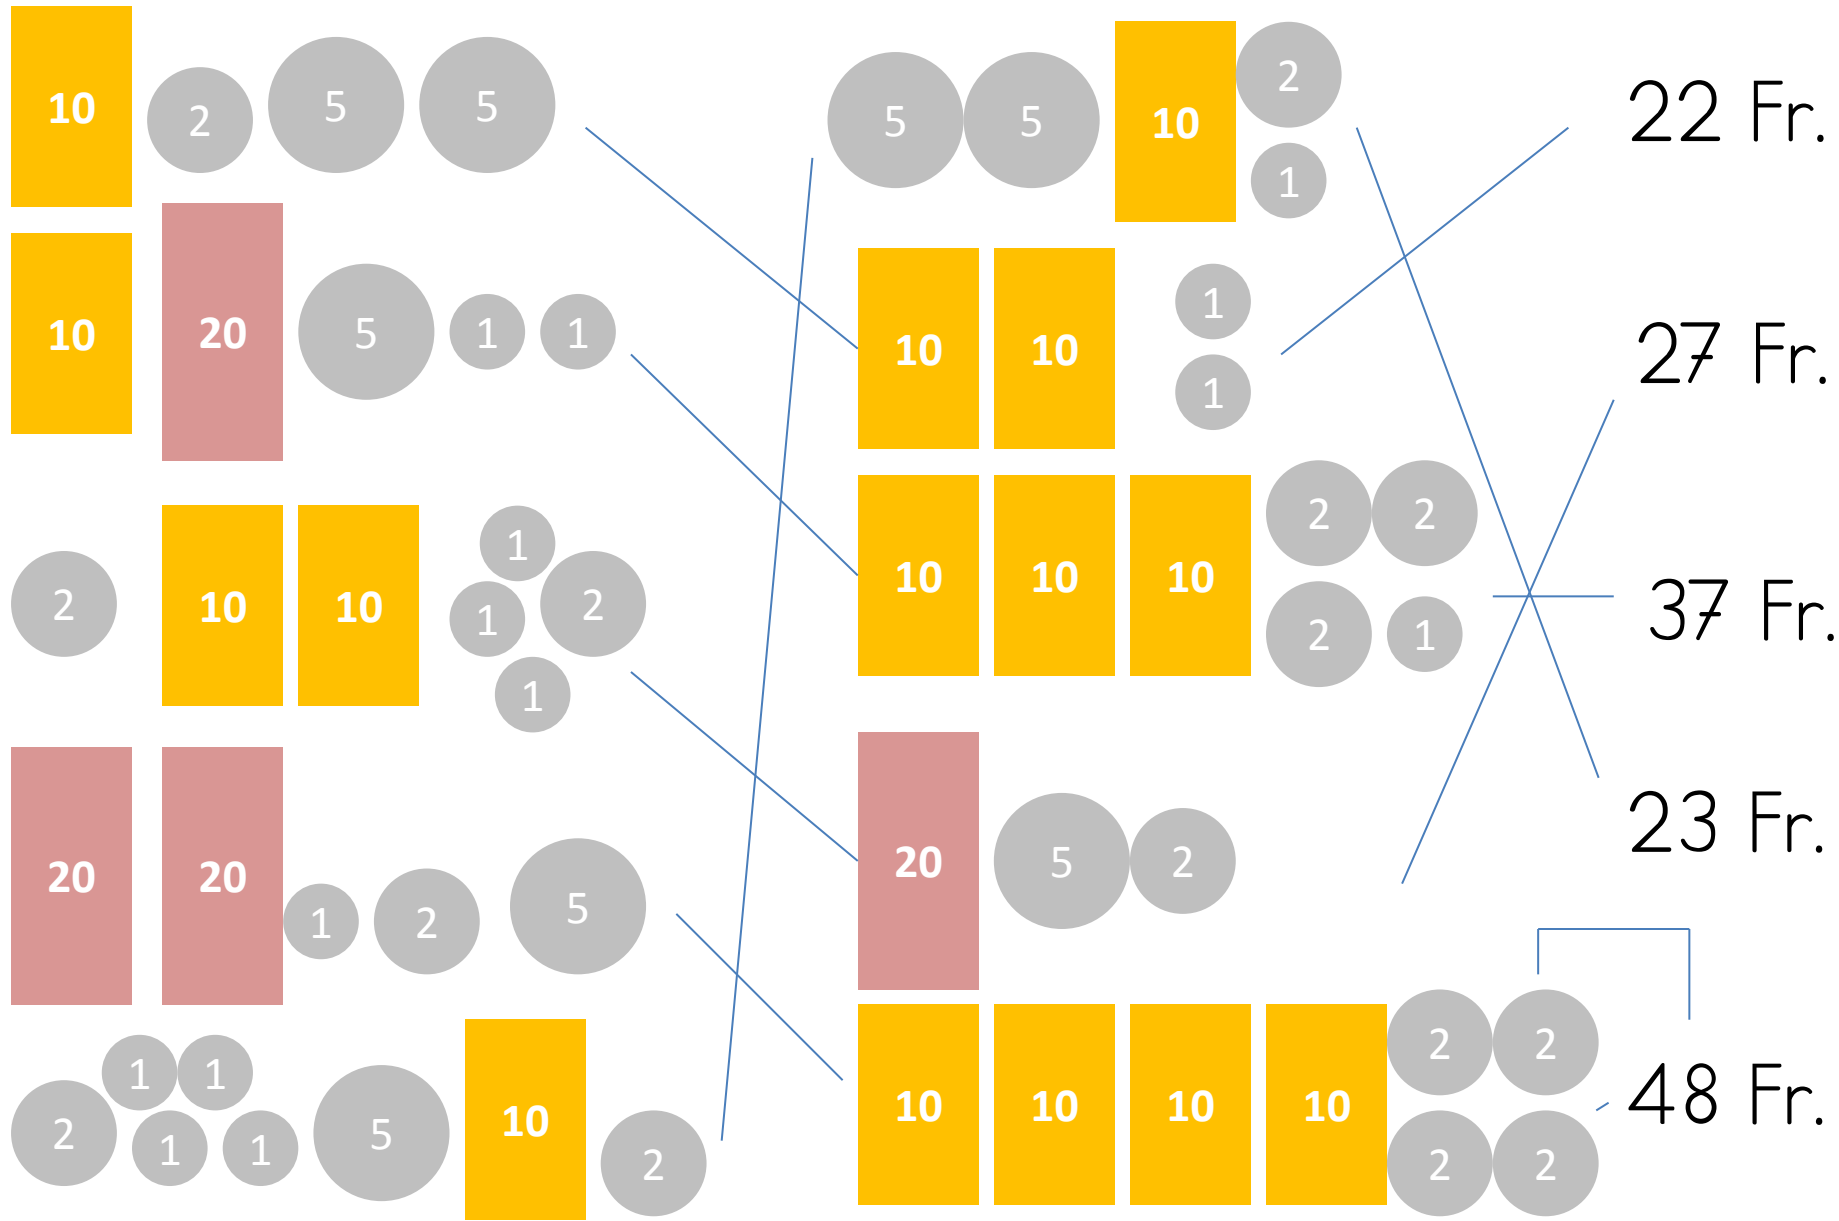 10 2 5 5
10 20 5 1 1
2 10 10 1 1 2 1
20 20 1 2 5
2 1 1 1 1 5 10 2
5 5 10 2 1
10 10 1 1
10 10 10 2 2 2 1
20 5 2
10 10 10 10 2 2 2 2
22 Fr.
27 Fr.
37 Fr.
23 Fr.
48 Fr.